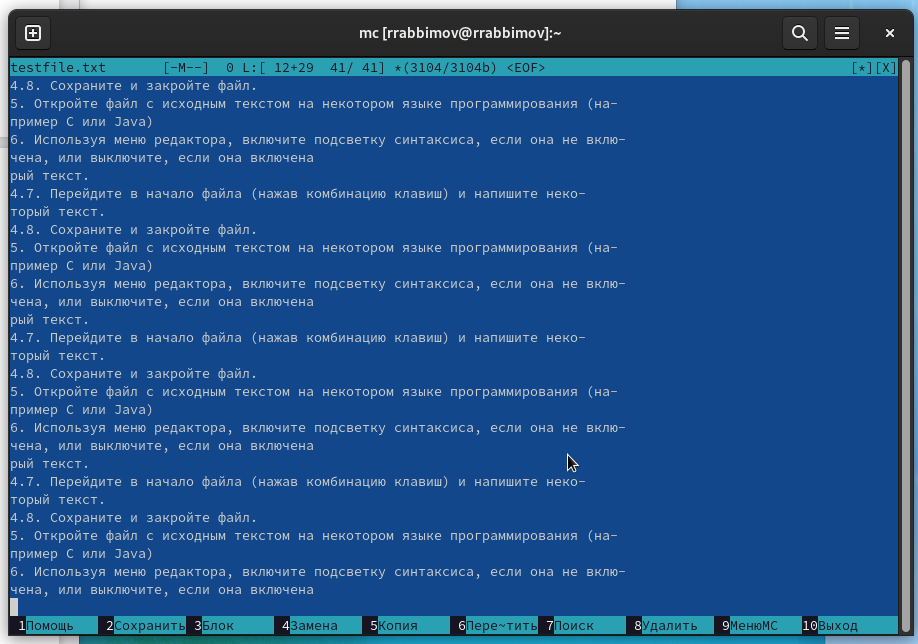 mc [rrabbimov@rrabbimov]:~
testfile.txt [-M--] 0 L:[ 12+29 41/ 41] *(3104/3104b) <EOF> [*][X]
4.8. Сохраните и закройте файл.
5. Откройте файл с исходным текстом на некотором языке программирования (на-
пример C или Java)
6. Используя меню редактора, включите подсветку синтаксиса, если она не вклю-
чена, или выключите, если она включена
рый текст.
4.7. Перейдите в начало файла (нажав комбинацию клавиш) и напишите неко-
торый текст.
4.8. Сохраните и закройте файл.
5. Откройте файл с исходным текстом на некотором языке программирования (на-
пример C или Java)
6. Используя меню редактора, включите подсветку синтаксиса, если она не вклю-
чена, или выключите, если она включена
рый текст.
4.7. Перейдите в начало файла (нажав комбинацию клавиш) и напишите неко-
торый текст.
4.8. Сохраните и закройте файл.
5. Откройте файл с исходным текстом на некотором языке программирования (на-
пример C или Java)
6. Используя меню редактора, включите подсветку синтаксиса, если она не вклю-
чена, или выключите, если она включена
рый текст.
4.7. Перейдите в начало файла (нажав комбинацию клавиш) и напишите неко-
торый текст.
4.8. Сохраните и закройте файл.
5. Откройте файл с исходным текстом на некотором языке программирования (на-
пример C или Java)
6. Используя меню редактора, включите подсветку синтаксиса, если она не вклю-
чена, или выключите, если она включена
1Помощь 2Сохранить 3Блок 4Замена 5Копия 6Пере~тить 7Поиск 8Удалить 9МенюМС 10Выход